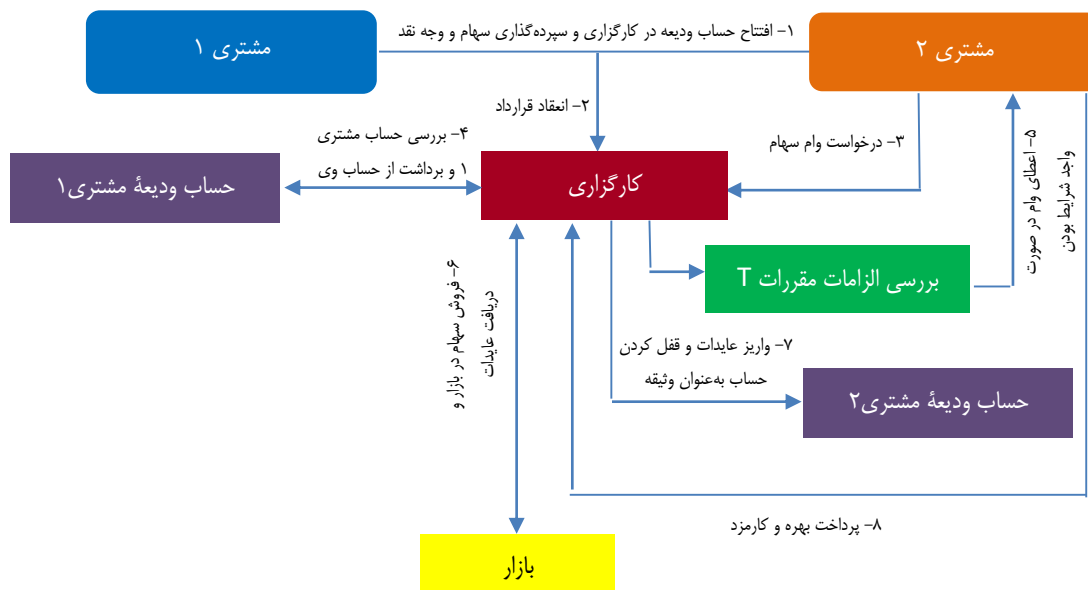 ۱- افتتاح حساب ودیعه در کارگزاری و سپرده‌گذاری سهام و وجه نقد
مشتری ۱
مشتری ۲
۲- انعقاد قرارداد
۳- درخواست وام سهام
۴- بررسی حساب مشتری
۱ و برداشت از حساب وی
۵- اعطای وام در صورت
واجد شرایط بودن
حساب ودیعهٔ مشتری۱
کارگزاری
بررسی الزامات مقررات T
۶- فروش سهام در بازار و
دریافت عایدات
۷- واریز عایدات و قفل کردن
حساب به‌عنوان وثیقه
حساب ودیعهٔ مشتری۲
۸- پرداخت بهره و کارمزد
بازار